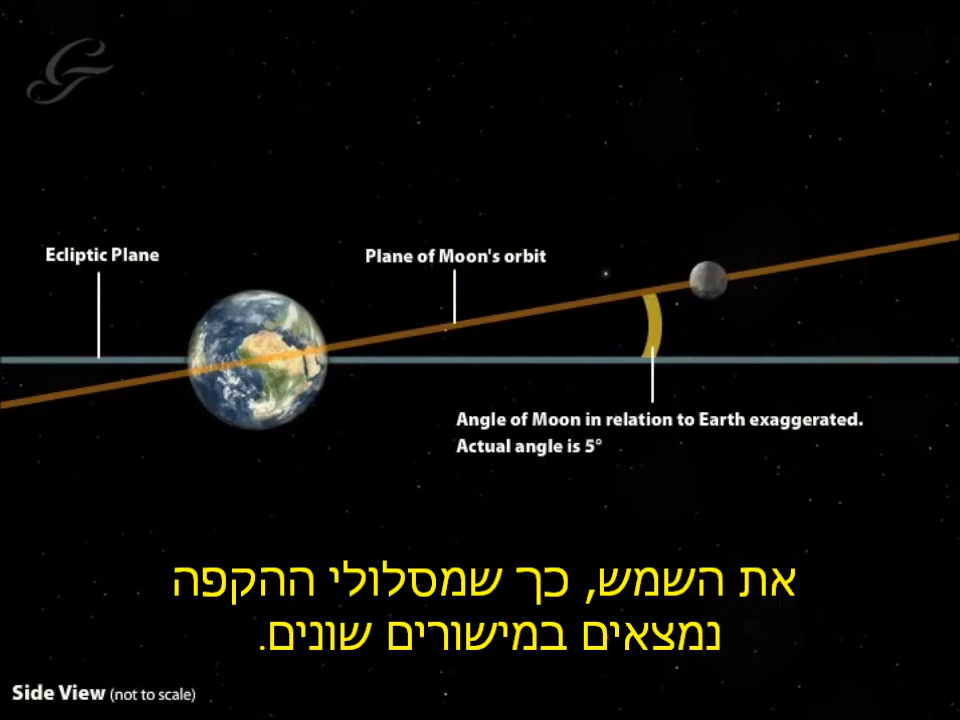 Ecliptic Plane
Plane of Moon's orbit
Angle of Moon in relation to Earth exaggerated.
Actual angle is 5°
את השמש, כך שמסלולי ההקפה
נמצאים במישורים שונים.
Side View (not to scale)